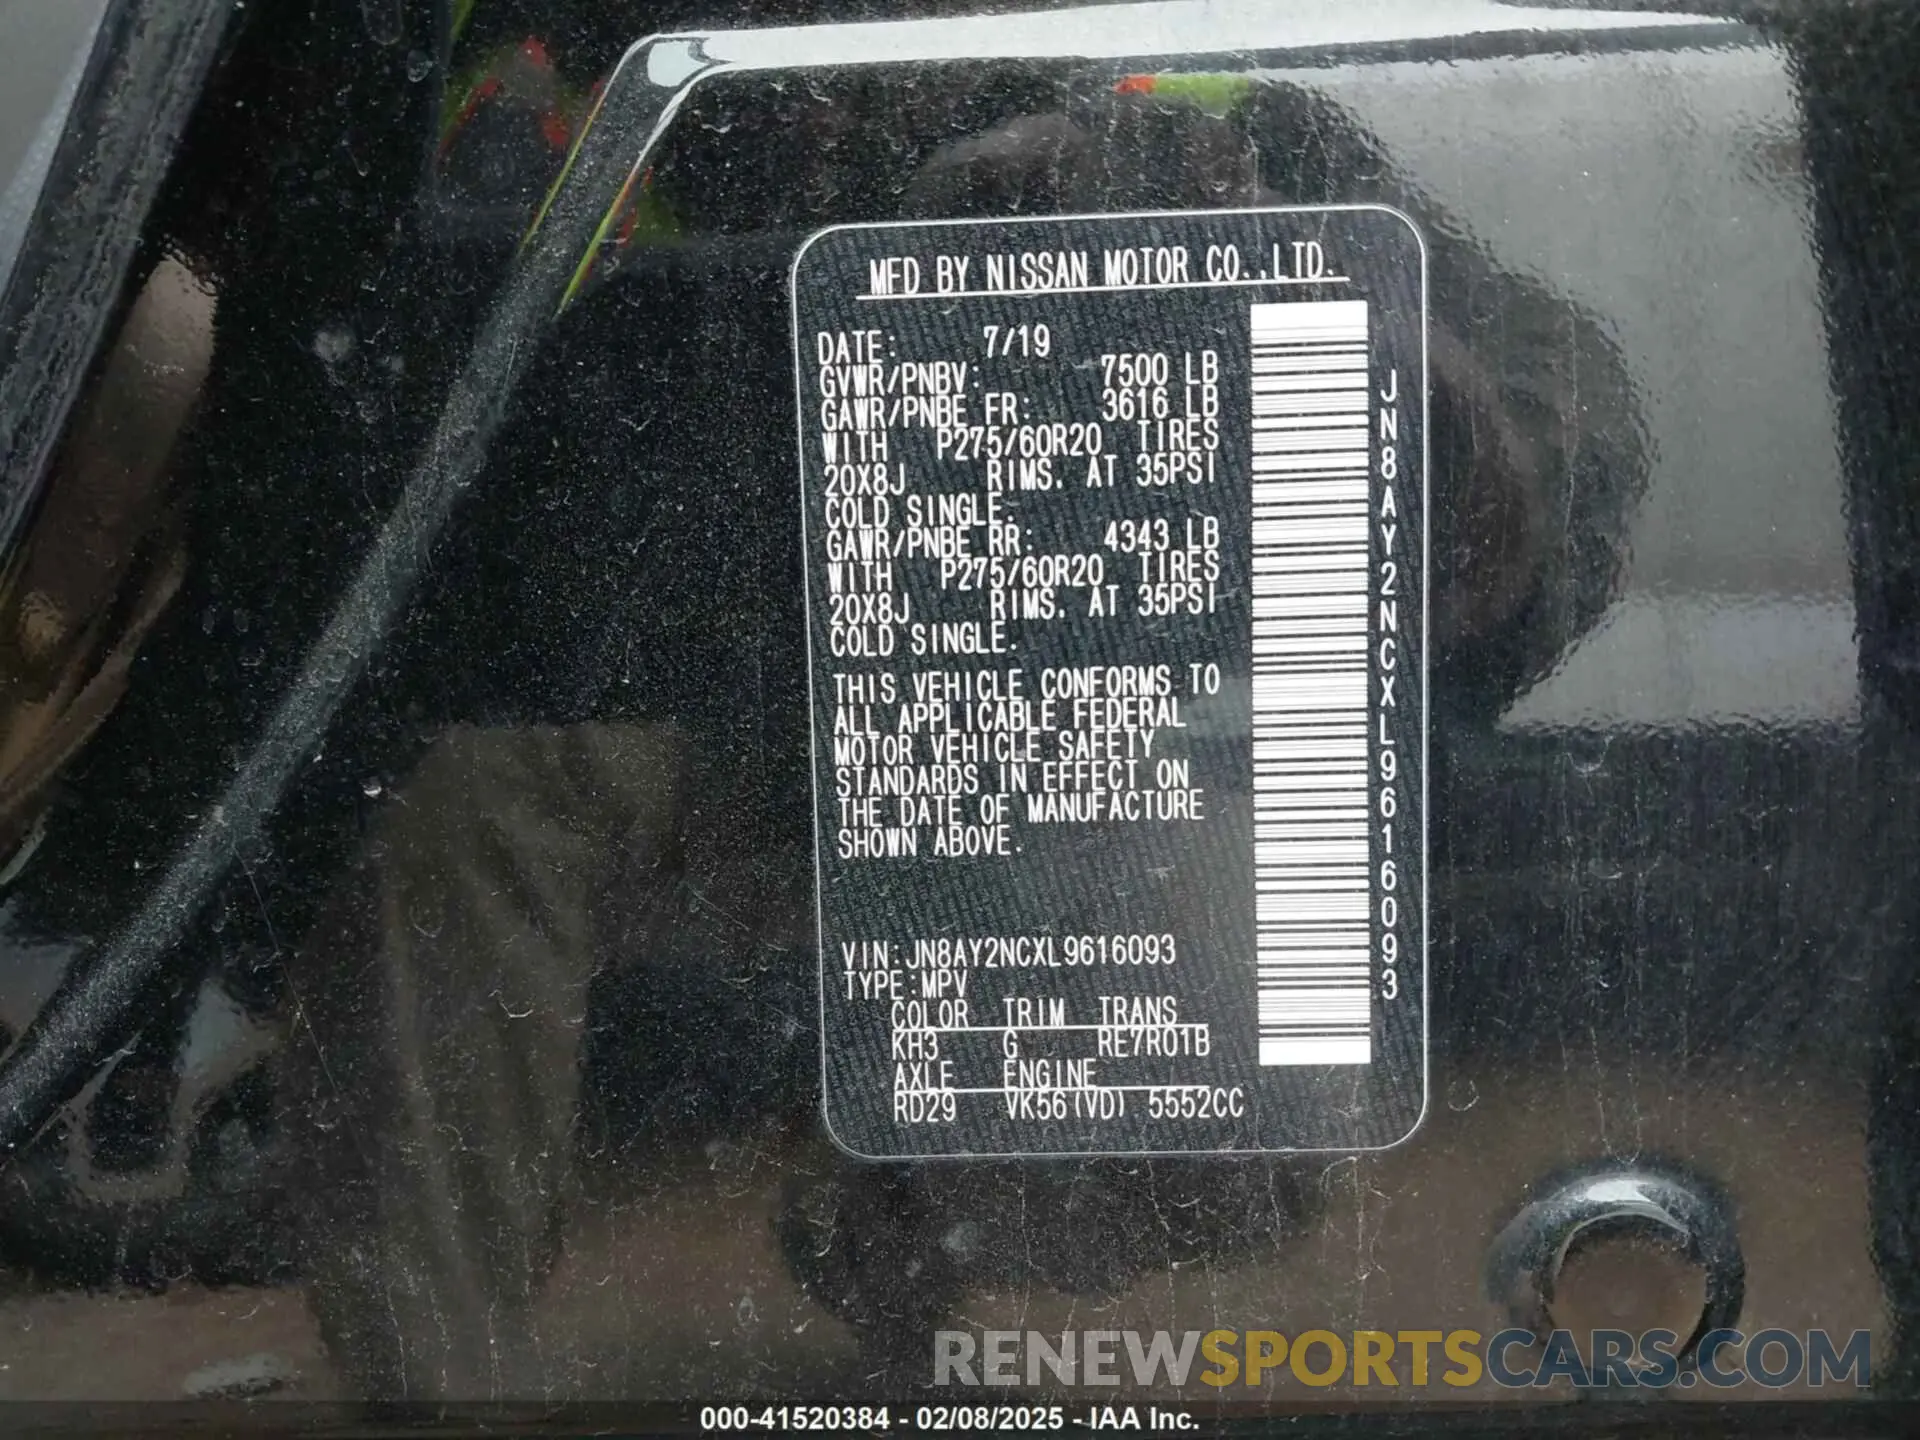 MFD BY NISSAN MOTOR CO.,LTD.
DATE: 7/19
GVWR/PNBV: 7500 LB
GAWR/PNBE FR: 3616 LB
WITH P275/60R20 TIRES
20X8J RIMS. AT 35PSI
COLD SINGLE.
GAWR/PNBE RR: 4343 LB
WITH P275/60R20 TIRES
20X8J RIMS. AT 35PSI
COLD SINGLE.
THIS VEHICLE CONFORMS TO
ALL APPLICABLE FEDERAL
MOTOR VEHICLE SAFETY
STANDARDS IN EFFECT ON
THE DATE OF MANUFACTURE
SHOWN ABOVE.
VIN:JN8AY2NCXL9616093
TYPE:MPV
COLOR TRIM TRANS
KH3 G RE7R01B
AXLE ENGINE
RD29 VK56(VD) 5552CC
JN8AY2NCXL9616093
RENEWSPORTSCARS.COM
000-41520384 - 02/08/2025 - IAA Inc.